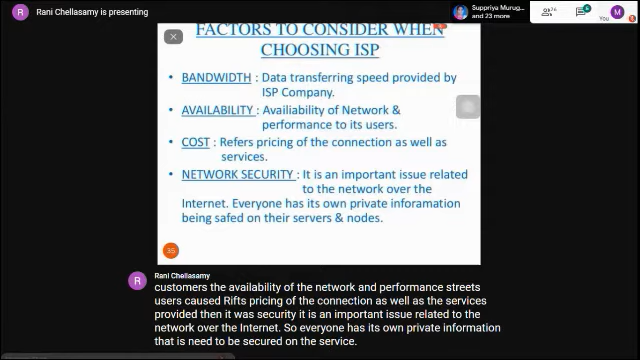 R Rani Chellasamy is presenting
Suppriya Murug...
and 23 more
You
M
FACTORS TO CONSIDER WHEN
CHOOSING ISP
• BANDWIDTH : Data transferring speed provided by
ISP Company.
• AVAILABILITY : Availiability of Network &
performance to its users.
• COST : Refers pricing of the connection as well as
services.
• NETWORK SECURITY : It is an important issue related
to the network over the
Internet. Everyone has its own private inforamation
being safed on their servers & nodes.
35
R
Rani Chellasamy
customers the availability of the network and performance streets
users caused Rifts pricing of the connection as well as the services
provided then it was security it is an important issue related to the
network over the Internet. So everyone has its own private information
that is need to be secured on the service.